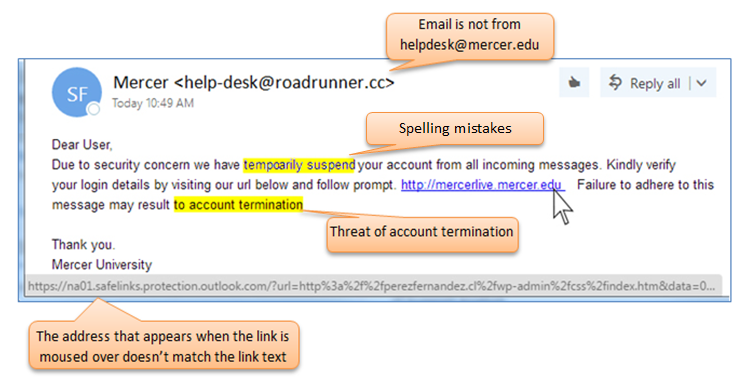 Email is not from
helpdesk@mercer.edu
SF
Mercer <help-desk@roadrunner.cc>
Today 10:49 AM
Reply all
Spelling mistakes
Dear User,
Due to security concern we have tempoarily suspend your account from all incoming messages. Kindly verify
your login details by visiting our url below and follow prompt. http://mercerlive.mercer.edu Failure to adhere to this
message may result to account termination
Threat of account termination
Thank you.
Mercer University
https://na01.safelinks.protection.outlook.com/?url=http%3a%2f%2fperezfernandez.cl%2fwp-admin%2fcss%2findex.htm&data=0...
The address that appears when the link is
moused over doesn't match the link text